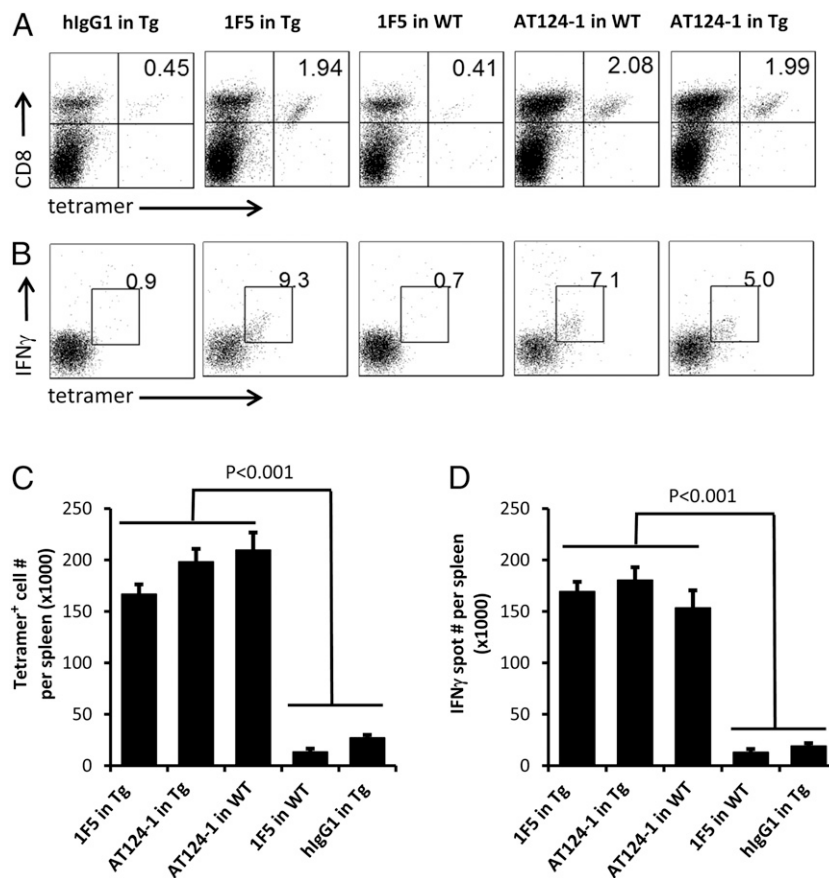 A
hIgG1 in Tg
1F5 in Tg
1F5 in WT
AT124-1 in WT
AT124-1 in Tg
0.45
1.94
0.41
2.08
1.99
CD8
tetramer
B
0.9
9.3
0.7
7.1
5.0
IFNγ
tetramer
C
P<0.001
250
200
150
100
50
0
Tetramer⁺ cell #
per spleen (x1000)
1F5 in Tg
AT124-1 in Tg
AT124-1 in WT
1F5 in WT
hIgG1 in Tg
D
P<0.001
250
200
150
100
50
0
IFNγ spot # per spleen
(x1000)
1F5 in Tg
AT124-1 in Tg
AT124-1 in WT
1F5 in WT
hIgG1 in Tg